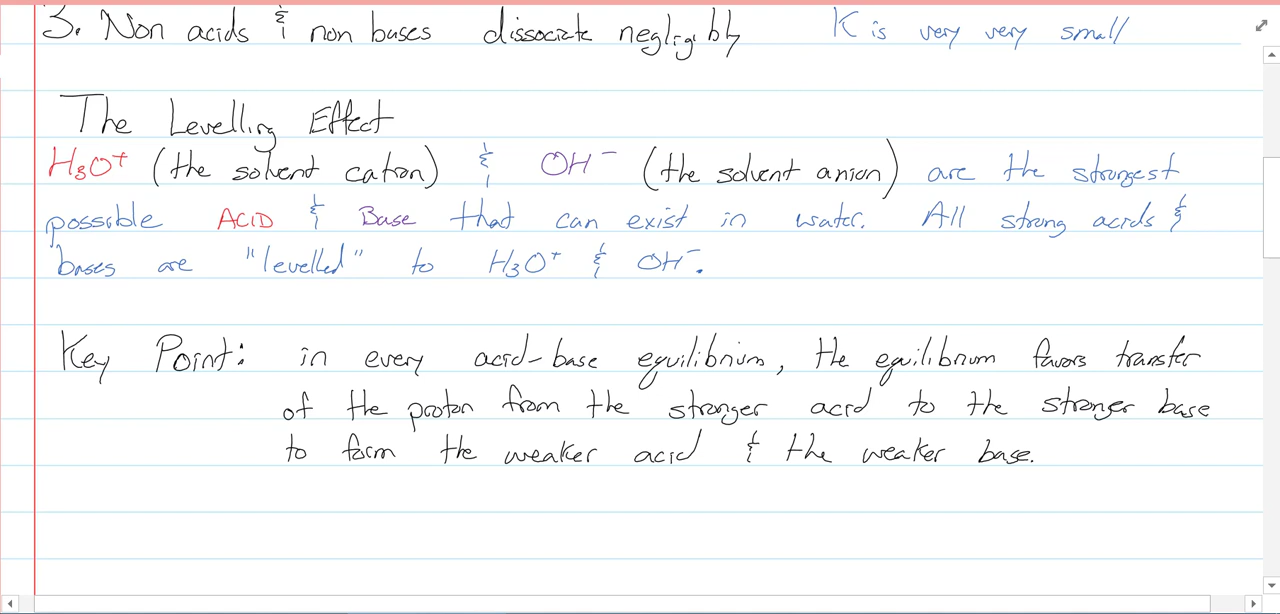 3. Non acids & non bases dissociate negligibly K is very very small
The Levelling Effect
H₃O⁺ (the solvent cation) & OH⁻ (the solvent anion) are the strongest
possible ACID & Base that can exist in water. All strong acids &
bases are "levelled" to H₃O⁺ & OH⁻.
Key Point: in every acid-base equilibrium, the equilibrium favors transfer
of the proton from the stronger acid to the stronger base
to form the weaker acid & the weaker base.